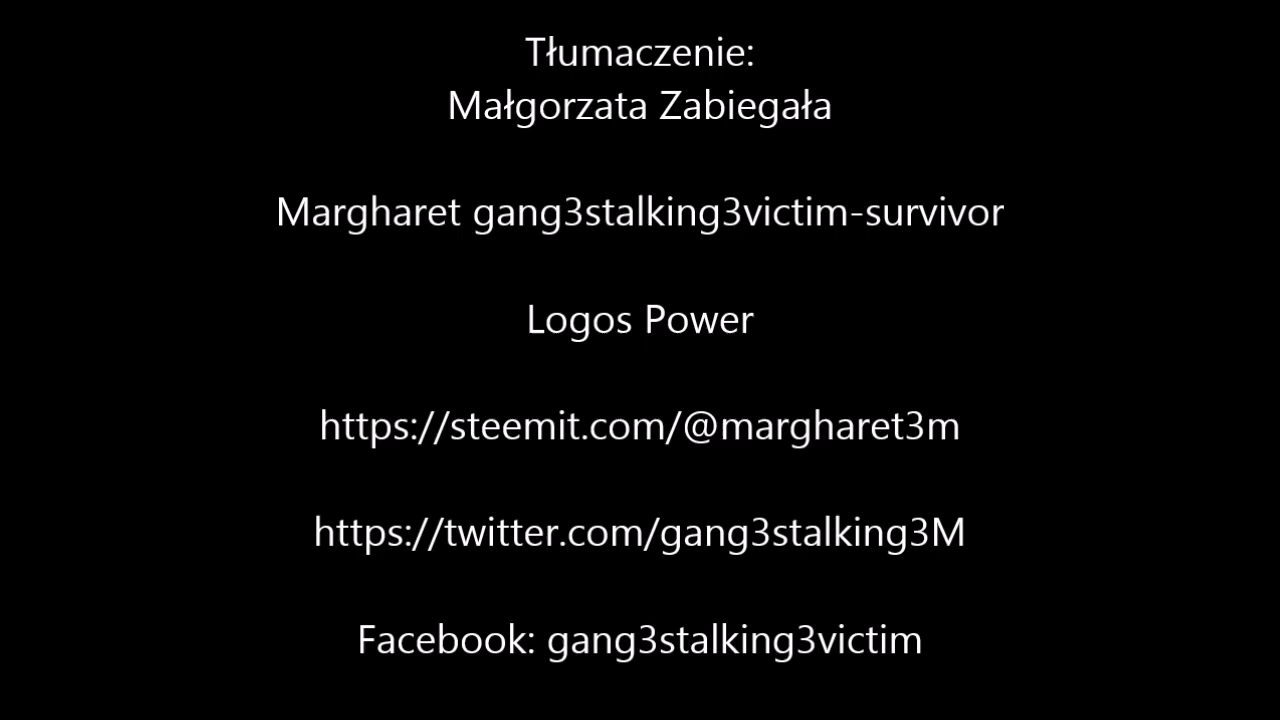 Tłumaczenie:
Małgorzata Zabiegała
Margharet gang3stalking3victim-survivor
Logos Power
https://steemit.com/@margharet3m
https://twitter.com/gang3stalking3M
Facebook: gang3stalking3victim